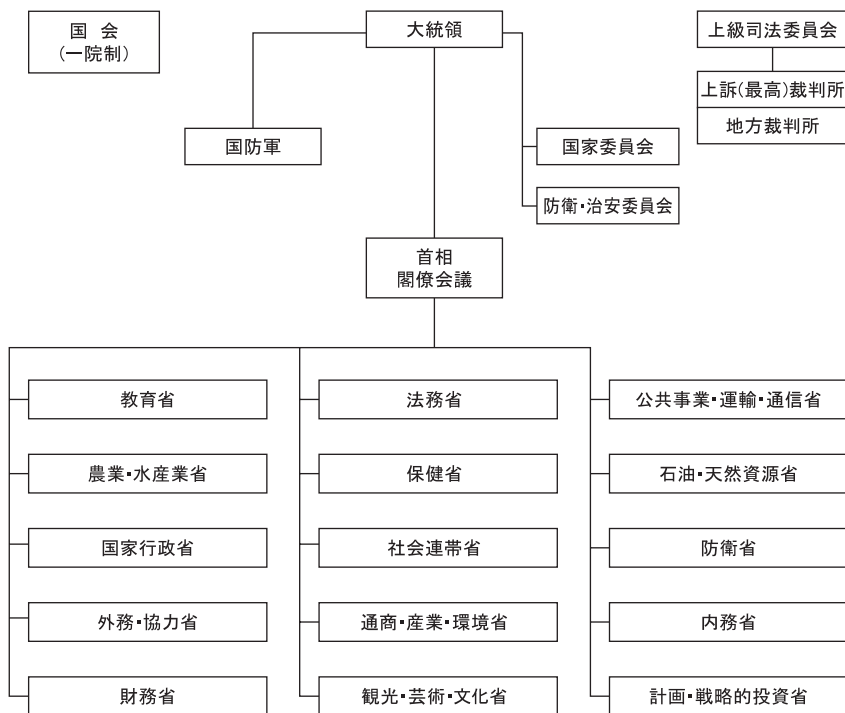 国 会
(一院制)
大統領
上級司法委員会
上訴(最高)裁判所
地方裁判所
国防軍
国家委員会
防衛・治安委員会
首相
閣僚会議
教育省
法務省
公共事業・運輸・通信省
農業・水産業省
保健省
石油・天然資源省
国家行政省
社会連帯省
防衛省
外務・協力省
通商・産業・環境省
内務省
財務省
観光・芸術・文化省
計画・戦略的投資省